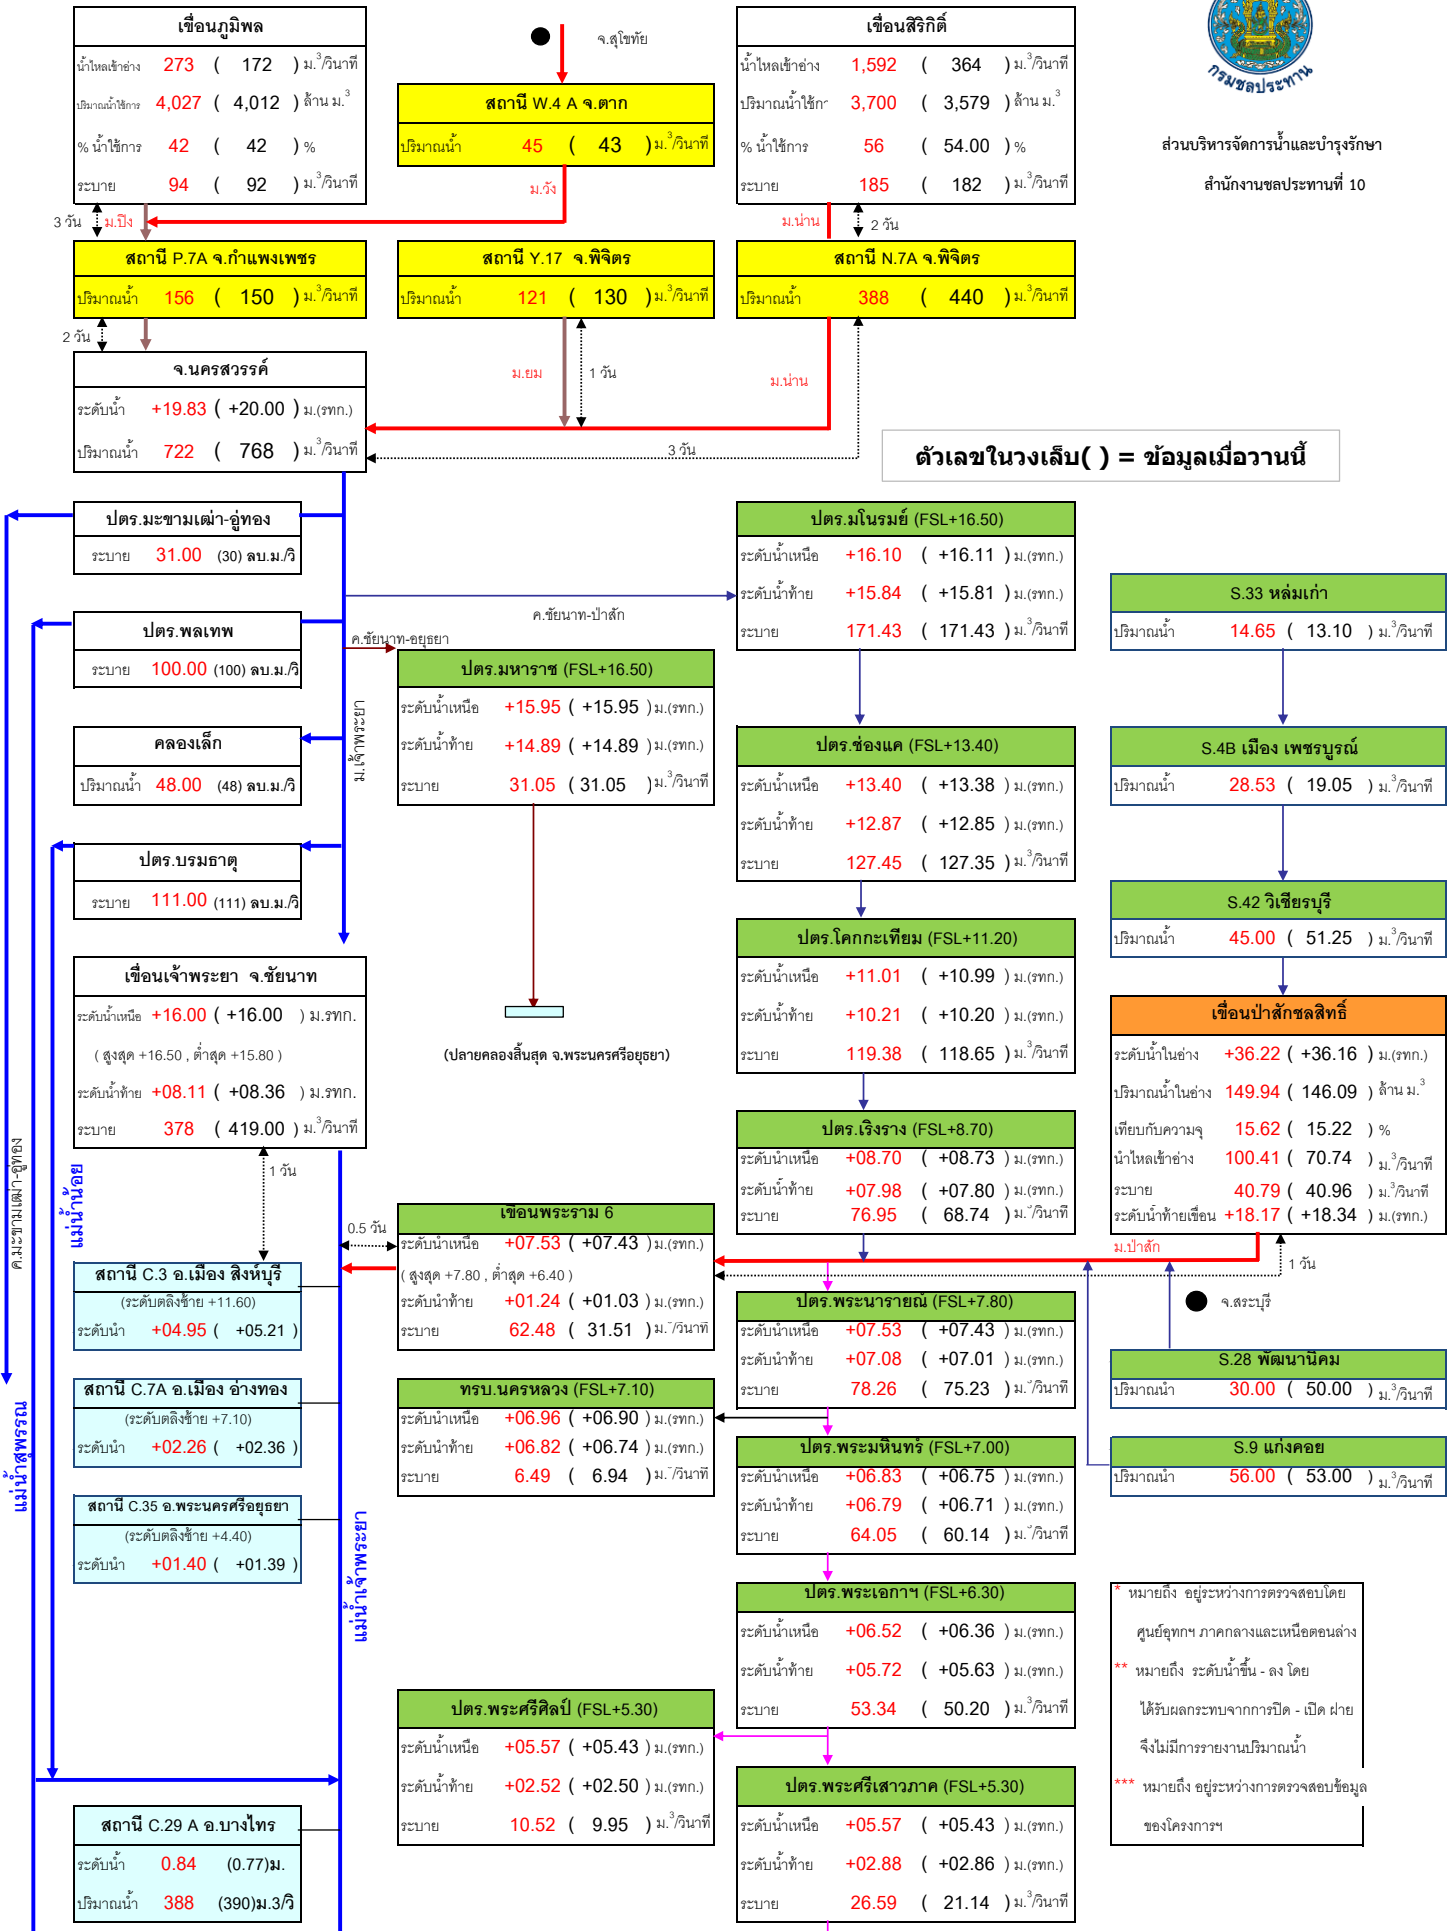 เขื่อนภูมิพล
น้ำไหลเข้าอ่าง 273 ( 172 ) ม.³/วินาที
ปริมาณน้ำใช้การ 4,027 ( 4,012 ) ล้าน ม.³
% น้ำใช้การ 42 ( 42 ) %
ระบาย 94 ( 92 ) ม.³/วินาที
จ.สุโขทัย
สถานี W.4 A จ.ตาก
ปริมาณน้ำ 45 ( 43 ) ม.³/วินาที
ม.วัง
เขื่อนสิริกิติ์
น้ำไหลเข้าอ่าง 1,592 ( 364 ) ม.³/วินาที
ปริมาณน้ำใช้กา 3,700 ( 3,579 ) ล้าน ม.³
% น้ำใช้การ 56 ( 54.00 ) %
ระบาย 185 ( 182 ) ม.³/วินาที
กรมชลประทาน
ส่วนบริหารจัดการน้ำและบำรุงรักษา
สำนักงานชลประทานที่ 10
3 วัน ม.ปิง
ม.น่าน 2 วัน
สถานี P.7A จ.กำแพงเพชร
ปริมาณน้ำ 156 ( 150 ) ม.³/วินาที
สถานี Y.17 จ.พิจิตร
ปริมาณน้ำ 121 ( 130 ) ม.³/วินาที
สถานี N.7A จ.พิจิตร
ปริมาณน้ำ 388 ( 440 ) ม.³/วินาที
2 วัน
ม.ยม 1 วัน
ม.น่าน
จ.นครสวรรค์
ระดับน้ำ +19.83 ( +20.00 ) ม.(รทก.)
ปริมาณน้ำ 722 ( 768 ) ม.³/วินาที
3 วัน
ตัวเลขในวงเล็บ( ) = ข้อมูลเมื่อวานนี้
ปตร.มะขามเฒ่า-อู่ทอง
ระบาย 31.00 (30) ลบ.ม./วิ
ปตร.พลเทพ
ระบาย 100.00 (100) ลบ.ม./วิ
คลองเล็ก
ปริมาณน้ำ 48.00 (48) ลบ.ม./วิ
ปตร.บรมธาตุ
ระบาย 111.00 (111) ลบ.ม./วิ
ค.ชัยนาท-ป่าสัก
ค.ชัยนาท-อยุธยา
ม.เจ้าพระยา
ปตร.มหาราช (FSL+16.50)
ระดับน้ำเหนือ +15.95 ( +15.95 ) ม.(รทก.)
ระดับน้ำท้าย +14.89 ( +14.89 ) ม.(รทก.)
ระบาย 31.05 ( 31.05 ) ม.³/วินาที
(ปลายคลองสิ้นสุด จ.พระนครศรีอยุธยา)
ปตร.มโนรมย์ (FSL+16.50)
ระดับน้ำเหนือ +16.10 ( +16.11 ) ม.(รทก.)
ระดับน้ำท้าย +15.84 ( +15.81 ) ม.(รทก.)
ระบาย 171.43 ( 171.43 ) ม.³/วินาที
ปตร.ช่องแค (FSL+13.40)
ระดับน้ำเหนือ +13.40 ( +13.38 ) ม.(รทก.)
ระดับน้ำท้าย +12.87 ( +12.85 ) ม.(รทก.)
ระบาย 127.45 ( 127.35 ) ม.³/วินาที
ปตร.โคกกะเทียม (FSL+11.20)
ระดับน้ำเหนือ +11.01 ( +10.99 ) ม.(รทก.)
ระดับน้ำท้าย +10.21 ( +10.20 ) ม.(รทก.)
ระบาย 119.38 ( 118.65 ) ม.³/วินาที
ปตร.เริงราง (FSL+8.70)
ระดับน้ำเหนือ +08.70 ( +08.73 ) ม.(รทก.)
ระดับน้ำท้าย +07.98 ( +07.80 ) ม.(รทก.)
ระบาย 76.95 ( 68.74 ) ม.³/วินาที
S.33 หล่มเก่า
ปริมาณน้ำ 14.65 ( 13.10 ) ม.³/วินาที
S.4B เมือง เพชรบูรณ์
ปริมาณน้ำ 28.53 ( 19.05 ) ม.³/วินาที
S.42 วิเชียรบุรี
ปริมาณน้ำ 45.00 ( 51.25 ) ม.³/วินาที
เขื่อนป่าสักชลสิทธิ์
ระดับน้ำในอ่าง +36.22 ( +36.16 ) ม.(รทก.)
ปริมาณน้ำในอ่าง 149.94 ( 146.09 ) ล้าน ม.³
เทียบกับความจุ 15.62 ( 15.22 ) %
น้ำไหลเข้าอ่าง 100.41 ( 70.74 ) ม.³/วินาที
ระบาย 40.79 ( 40.96 ) ม.³/วินาที
ระดับน้ำท้ายเขื่อน +18.17 ( +18.34 ) ม.(รทก.)
เขื่อนเจ้าพระยา จ.ชัยนาท
ระดับน้ำเหนือ +16.00 ( +16.00 ) ม.รทก.
( สูงสุด +16.50 , ต่ำสุด +15.80 )
ระดับน้ำท้าย +08.11 ( +08.36 ) ม.รทก.
ระบาย 378 ( 419.00 ) ม.³/วินาที
1 วัน
0.5 วัน
ค.มะขามเฒ่า-อู่ทอง
แม่น้ำน้อย
แม่น้ำสุพรรณ
แม่น้ำเจ้าพระยา
เขื่อนพระราม 6
ระดับน้ำเหนือ +07.53 ( +07.43 ) ม.(รทก.)
( สูงสุด +7.80 , ต่ำสุด +6.40 )
ระดับน้ำท้าย +01.24 ( +01.03 ) ม.(รทก.)
ระบาย 62.48 ( 31.51 ) ม.³/วินาที
ม.ป่าสัก
1 วัน
จ.สระบุรี
สถานี C.3 อ.เมือง สิงห์บุรี
(ระดับตลิ่งซ้าย +11.60)
ระดับน้ำ +04.95 ( +05.21 )
สถานี C.7A อ.เมือง อ่างทอง
(ระดับตลิ่งซ้าย +7.10)
ระดับน้ำ +02.26 ( +02.36 )
สถานี C.35 อ.พระนครศรีอยุธยา
(ระดับตลิ่งซ้าย +4.40)
ระดับน้ำ +01.40 ( +01.39 )
ทรบ.นครหลวง (FSL+7.10)
ระดับน้ำเหนือ +06.96 ( +06.90 ) ม.(รทก.)
ระดับน้ำท้าย +06.82 ( +06.74 ) ม.(รทก.)
ระบาย 6.49 ( 6.94 ) ม.³/วินาที
ปตร.พระนารายณ์ (FSL+7.80)
ระดับน้ำเหนือ +07.53 ( +07.43 ) ม.(รทก.)
ระดับน้ำท้าย +07.08 ( +07.01 ) ม.(รทก.)
ระบาย 78.26 ( 75.23 ) ม.³/วินาที
ปตร.พระมหินทร์ (FSL+7.00)
ระดับน้ำเหนือ +06.83 ( +06.75 ) ม.(รทก.)
ระดับน้ำท้าย +06.79 ( +06.71 ) ม.(รทก.)
ระบาย 64.05 ( 60.14 ) ม.³/วินาที
S.28 พัฒนานิคม
ปริมาณน้ำ 30.00 ( 50.00 ) ม.³/วินาที
S.9 แก่งคอย
ปริมาณน้ำ 56.00 ( 53.00 ) ม.³/วินาที
ปตร.พระเอกาฯ (FSL+6.30)
ระดับน้ำเหนือ +06.52 ( +06.36 ) ม.(รทก.)
ระดับน้ำท้าย +05.72 ( +05.63 ) ม.(รทก.)
ระบาย 53.34 ( 50.20 ) ม.³/วินาที
ปตร.พระศรีศิลป์ (FSL+5.30)
ระดับน้ำเหนือ +05.57 ( +05.43 ) ม.(รทก.)
ระดับน้ำท้าย +02.52 ( +02.50 ) ม.(รทก.)
ระบาย 10.52 ( 9.95 ) ม.³/วินาที
ปตร.พระศรีเสาวภาค (FSL+5.30)
ระดับน้ำเหนือ +05.57 ( +05.43 ) ม.(รทก.)
ระดับน้ำท้าย +02.88 ( +02.86 ) ม.(รทก.)
ระบาย 26.59 ( 21.14 ) ม.³/วินาที
* หมายถึง อยู่ระหว่างการตรวจสอบโดย
ศูนย์อุทกฯ ภาคกลางและเหนือตอนล่าง
** หมายถึง ระดับน้ำขึ้น - ลง โดย
ได้รับผลกระทบจากการปิด - เปิด ฝาย
จึงไม่มีการรายงานปริมาณน้ำ
*** หมายถึง อยู่ระหว่างการตรวจสอบข้อมูล
ของโครงการฯ
สถานี C.29 A อ.บางไทร
ระดับน้ำ 0.84 (0.77)ม.
ปริมาณน้ำ 388 (390)ม.3/วิ